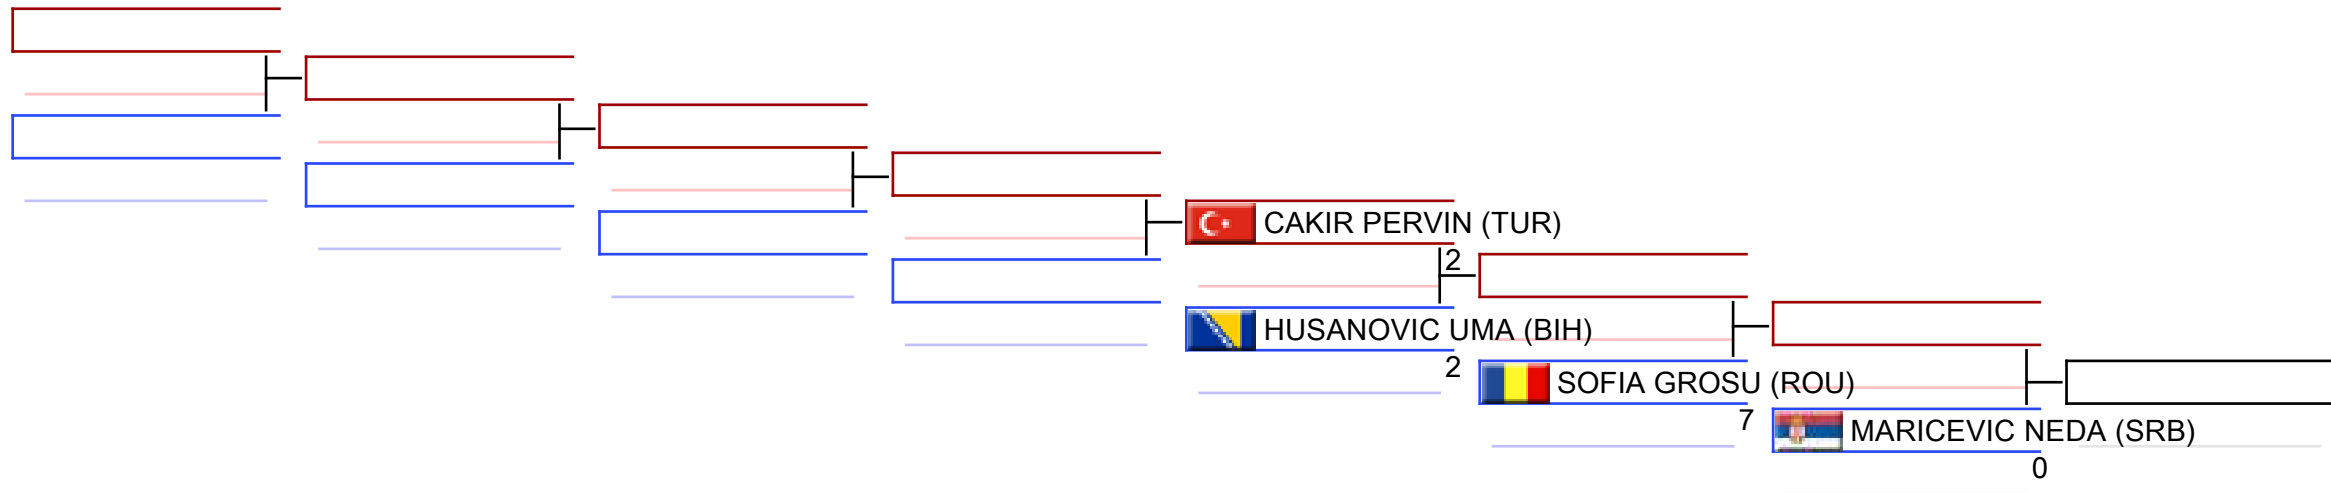 CAKIR PERVIN (TUR)
2
HUSANOVIC UMA (BIH)
2
SOFIA GROSU (ROU)
7
MARICEVIC NEDA (SRB)
0